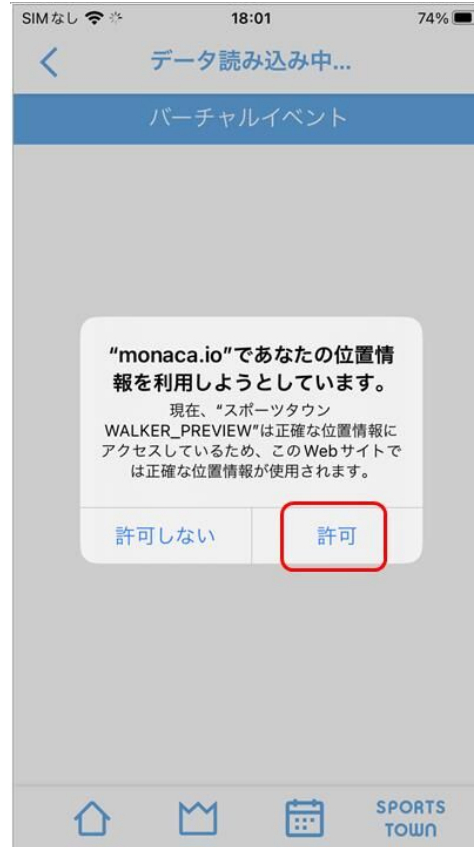 SIMなし 18:01 74%
データ読み込み中...
バーチャルイベント
“monaca.io”であなたの位置情
報を利用しようとしています。
現在、“スポーツタウン
WALKER_PREVIEW”は正確な位置情報に
アクセスしているため、このWebサイトで
は正確な位置情報が使用されます。
許可しない 許可
SPORTS
TOWN